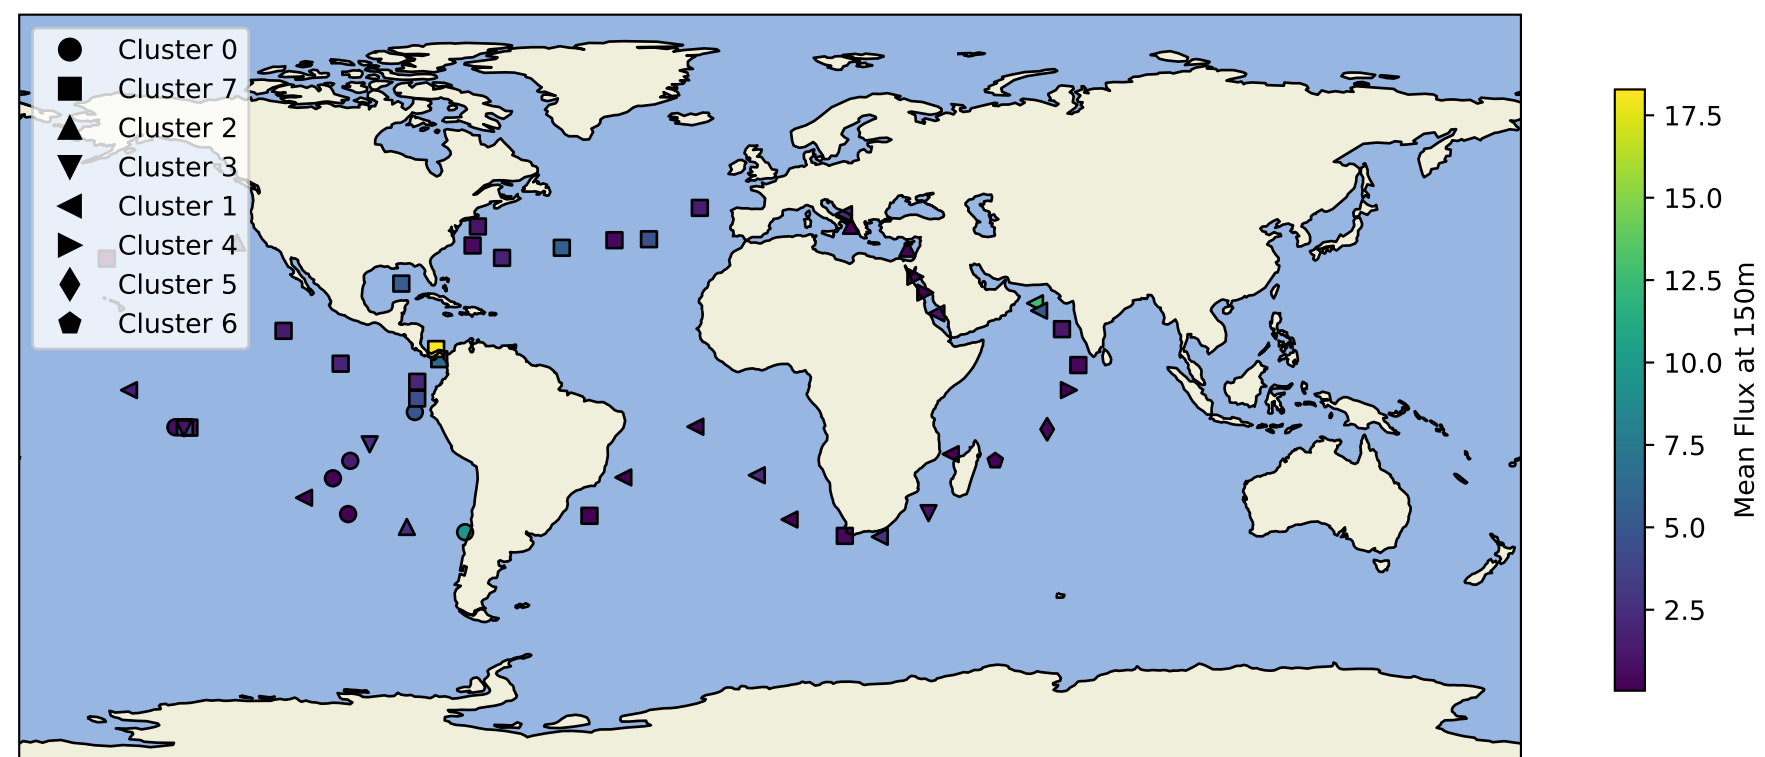 Cluster 0
Cluster 7
Cluster 2
Cluster 3
Cluster 1
Cluster 4
Cluster 5
Cluster 6
17.5
15.0
12.5
10.0
7.5
5.0
2.5
Mean Flux at 150m